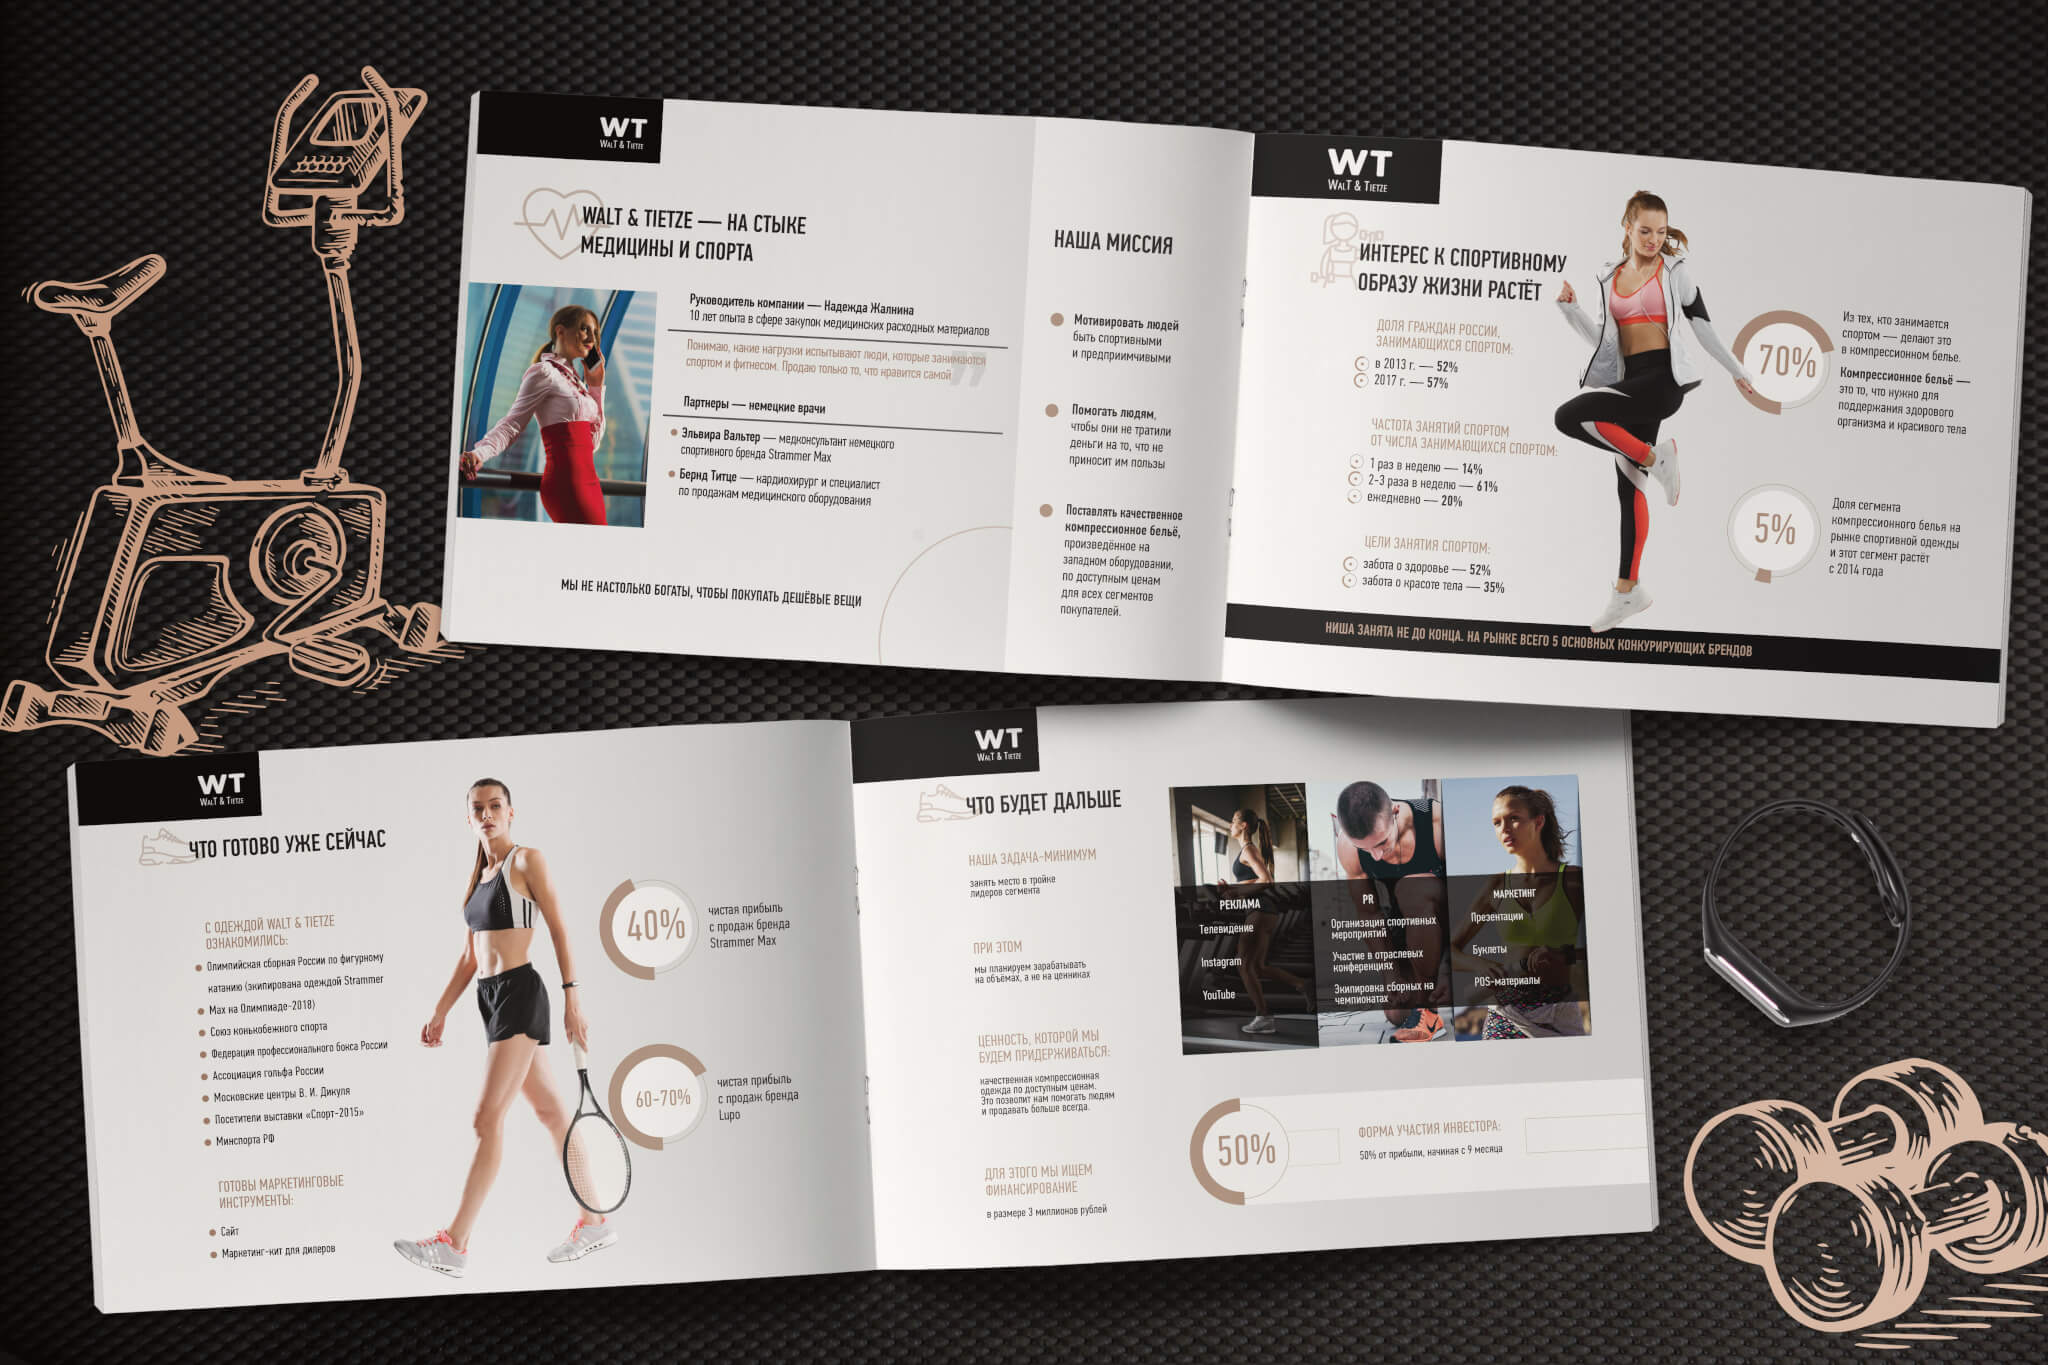 WT
WALT & TIETZE
WALT & TIETZE — НА СТЫКЕ
МЕДИЦИНЫ И СПОРТА
Руководитель компании — Надежда Жалнина
10 лет опыта в сфере закупок медицинских расходных материалов
Понимаю, какие нагрузки испытывают люди, которые занимаются
спортом и фитнесом. Продаю только то, что нравится самой
Партнеры — немецкие врачи
Эльвира Вальтер — медконсультант немецкого
спортивного бренда Strammer Max
Бернд Титце — кардиохирург и специалист
по продажам медицинского оборудования
МЫ НЕ НАСТОЛЬКО БОГАТЫ, ЧТОБЫ ПОКУПАТЬ ДЕШЁВЫЕ ВЕЩИ
НАША МИССИЯ
Мотивировать людей
быть спортивными
и предприимчивыми
Помогать людям,
чтобы они не тратили
деньги на то, что не
приносит им пользы
Поставлять качественное
компрессионное бельё,
произведённое на
западном оборудовании,
по доступным ценам
для всех сегментов
покупателей.
WT
WALT & TIETZE
ИНТЕРЕС К СПОРТИВНОМУ
ОБРАЗУ ЖИЗНИ РАСТЁТ
ДОЛЯ ГРАЖДАН РОССИИ,
ЗАНИМАЮЩИХСЯ СПОРТОМ:
в 2013 г. — 52%
2017 г. — 57%
ЧАСТОТА ЗАНЯТИЙ СПОРТОМ
ОТ ЧИСЛА ЗАНИМАЮЩИХСЯ СПОРТОМ:
1 раз в неделю — 14%
2-3 раза в неделю — 61%
ежедневно — 20%
ЦЕЛИ ЗАНЯТИЯ СПОРТОМ:
забота о здоровье — 52%
забота о красоте тела — 35%
70%
Из тех, кто занимается
спортом — делают это
в компрессионном белье.
Компрессионное бельё —
это то, что нужно для
поддержания здорового
организма и красивого тела
5%
Доля сегмента
компрессионного белья на
рынке спортивной одежды
и этот сегмент растёт
с 2014 года
НИША ЗАНЯТА НЕ ДО КОНЦА. НА РЫНКЕ ВСЕГО 5 ОСНОВНЫХ КОНКУРИРУЮЩИХ БРЕНДОВ
WT
WALT & TIETZE
ЧТО ГОТОВО УЖЕ СЕЙЧАС
С ОДЕЖДОЙ WALT & TIETZE
ОЗНАКОМИЛИСЬ:
Олимпийская сборная России по фигурному
катанию (экипирована одеждой Strammer
Max на Олимпиаде-2018)
Союз конькобежного спорта
Федерация профессионального бокса России
Ассоциация гольфа России
Московские центры В. И. Дикуля
Посетители выставки «Спорт-2015»
Минспорта РФ
ГОТОВЫ МАРКЕТИНГОВЫЕ
ИНСТРУМЕНТЫ:
Сайт
Маркетинг-кит для дилеров
40%
чистая прибыль
с продаж бренда
Strammer Max
60-70%
чистая прибыль
с продаж бренда
Lupo
WT
WALT & TIETZE
ЧТО БУДЕТ ДАЛЬШЕ
НАША ЗАДАЧА-МИНИМУМ
занять место в тройке
лидеров сегмента
ПРИ ЭТОМ
мы планируем зарабатывать
на объёмах, а не на ценниках
ЦЕННОСТЬ, КОТОРОЙ МЫ
БУДЕМ ПРИДЕРЖИВАТЬСЯ:
качественная компрессионная
одежда по доступным ценам.
Это позволит нам помогать людям
и продавать больше всегда.
ДЛЯ ЭТОГО МЫ ИЩЕМ
ФИНАНСИРОВАНИЕ
в размере 3 миллионов рублей
РЕКЛАМА
Телевидение
Instagram
YouTube
PR
Организация спортивных
мероприятий
Участие в отраслевых
конференциях
Экипировка сборных на
чемпионатах
МАРКЕТИНГ
Презентации
Буклеты
POS-материалы
50%
ФОРМА УЧАСТИЯ ИНВЕСТОРА:
50% от прибыли, начиная с 9 месяца